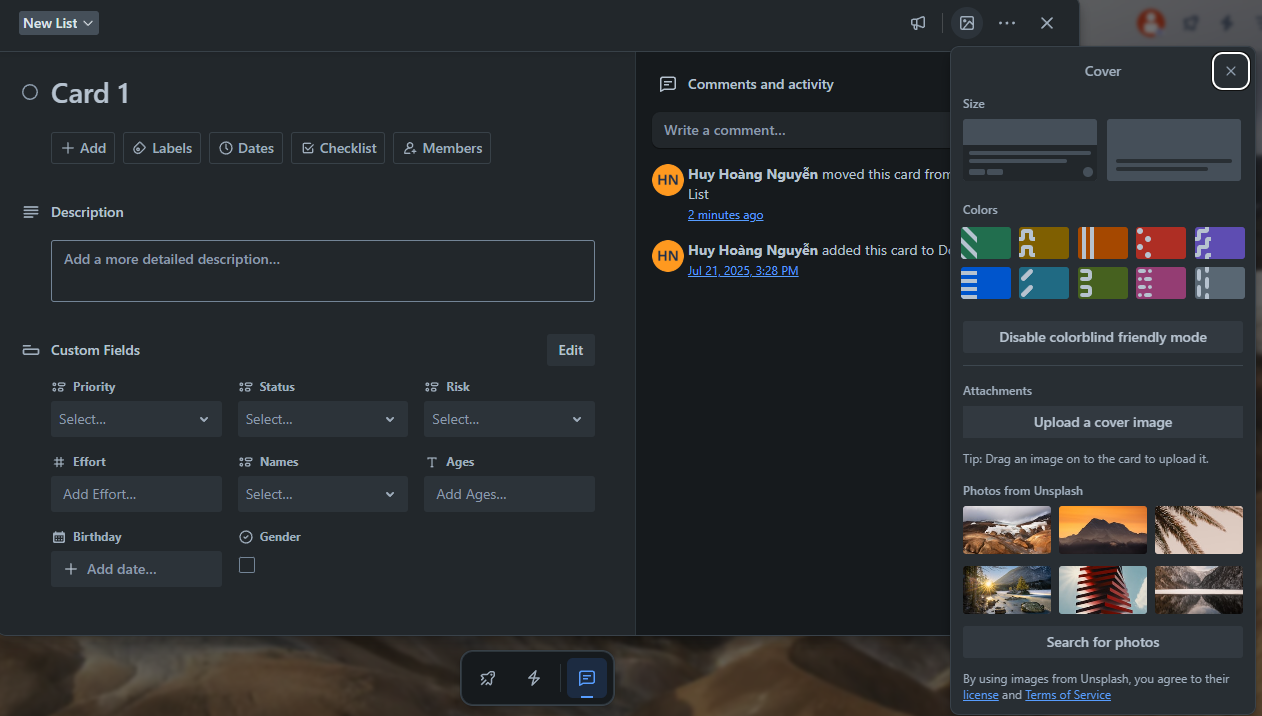 New List
Card 1
Add
Labels
Dates
Checklist
Members
Description
Add a more detailed description...
Custom Fields
Edit
Priority
Status
Risk
Select...
Select...
Select...
Effort
Names
Ages
Add Effort...
Select...
Add Ages...
Birthday
Gender
Add date...
Comments and activity
Write a comment...
HN
Huy Hoàng Nguyễn moved this card from
List
2 minutes ago
HN
Huy Hoàng Nguyễn added this card to
Jul 21, 2025, 3:28 PM
Cover
Size
Colors
Disable colorblind friendly mode
Attachments
Upload a cover image
Tip: Drag an image on to the card to upload it.
Photos from Unsplash
Search for photos
By using images from Unsplash, you agree to their
license and Terms of Service